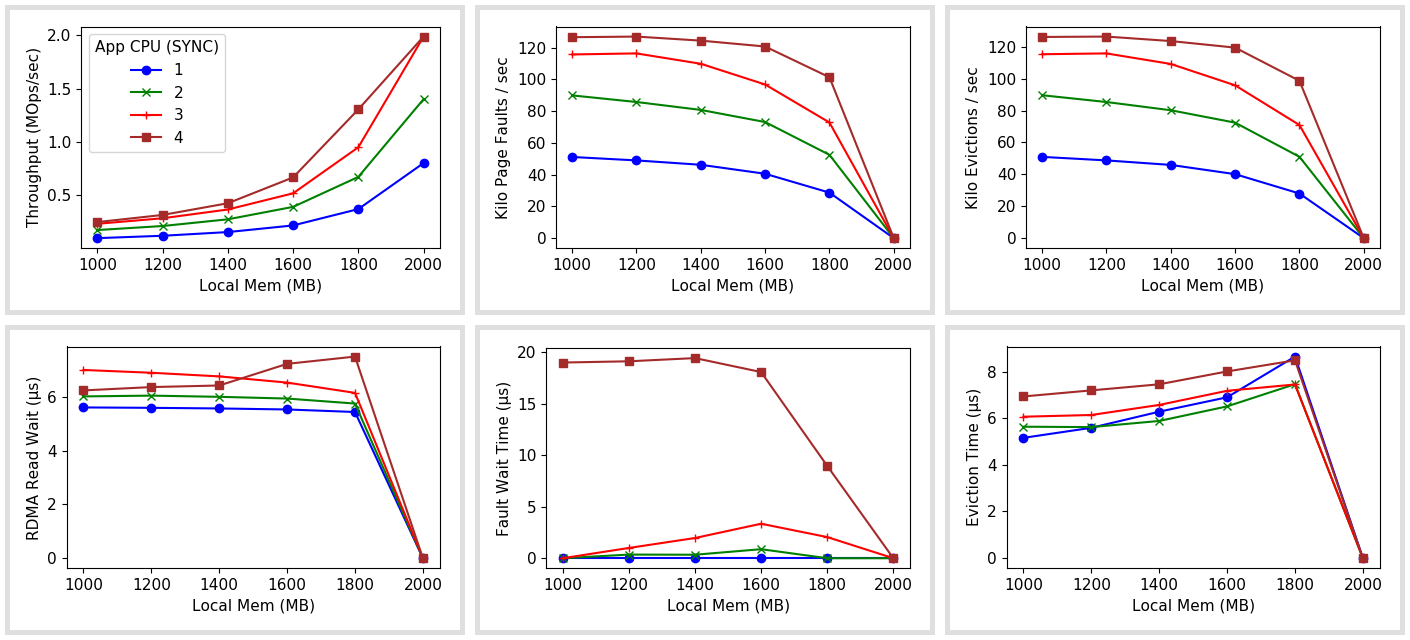 Throughput (MOps/sec)
2.0
1.5
1.0
0.5
App CPU (SYNC)
1
2
3
4
1000 1200 1400 1600 1800 2000
Local Mem (MB)
Kilo Page Faults / sec
120
100
80
60
40
20
0
1000 1200 1400 1600 1800 2000
Local Mem (MB)
Kilo Evictions / sec
120
100
80
60
40
20
0
1000 1200 1400 1600 1800 2000
Local Mem (MB)
RDMA Read Wait (µs)
6
4
2
0
1000 1200 1400 1600 1800 2000
Local Mem (MB)
Fault Wait Time (µs)
20
15
10
5
0
1000 1200 1400 1600 1800 2000
Local Mem (MB)
Eviction Time (µs)
8
6
4
2
0
1000 1200 1400 1600 1800 2000
Local Mem (MB)